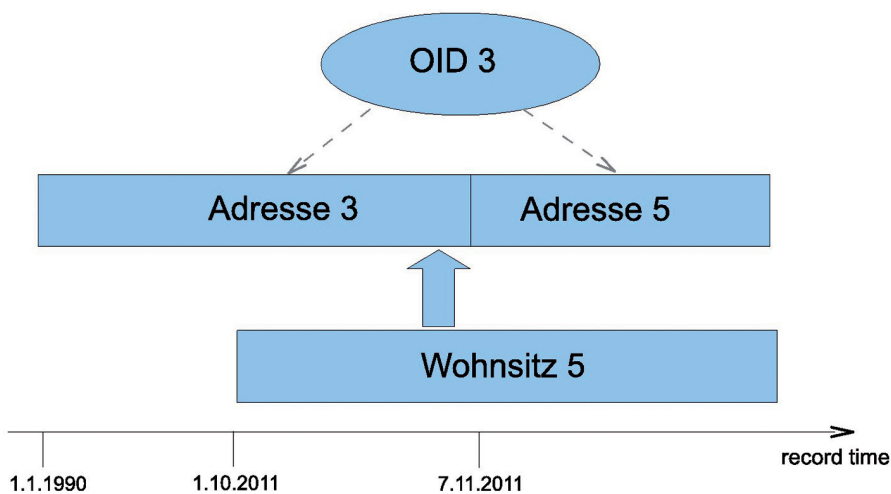 OID 3
Adresse 3
Adresse 5
Wohnsitz 5
record time
1.1.1990
1.10.2011
7.11.2011